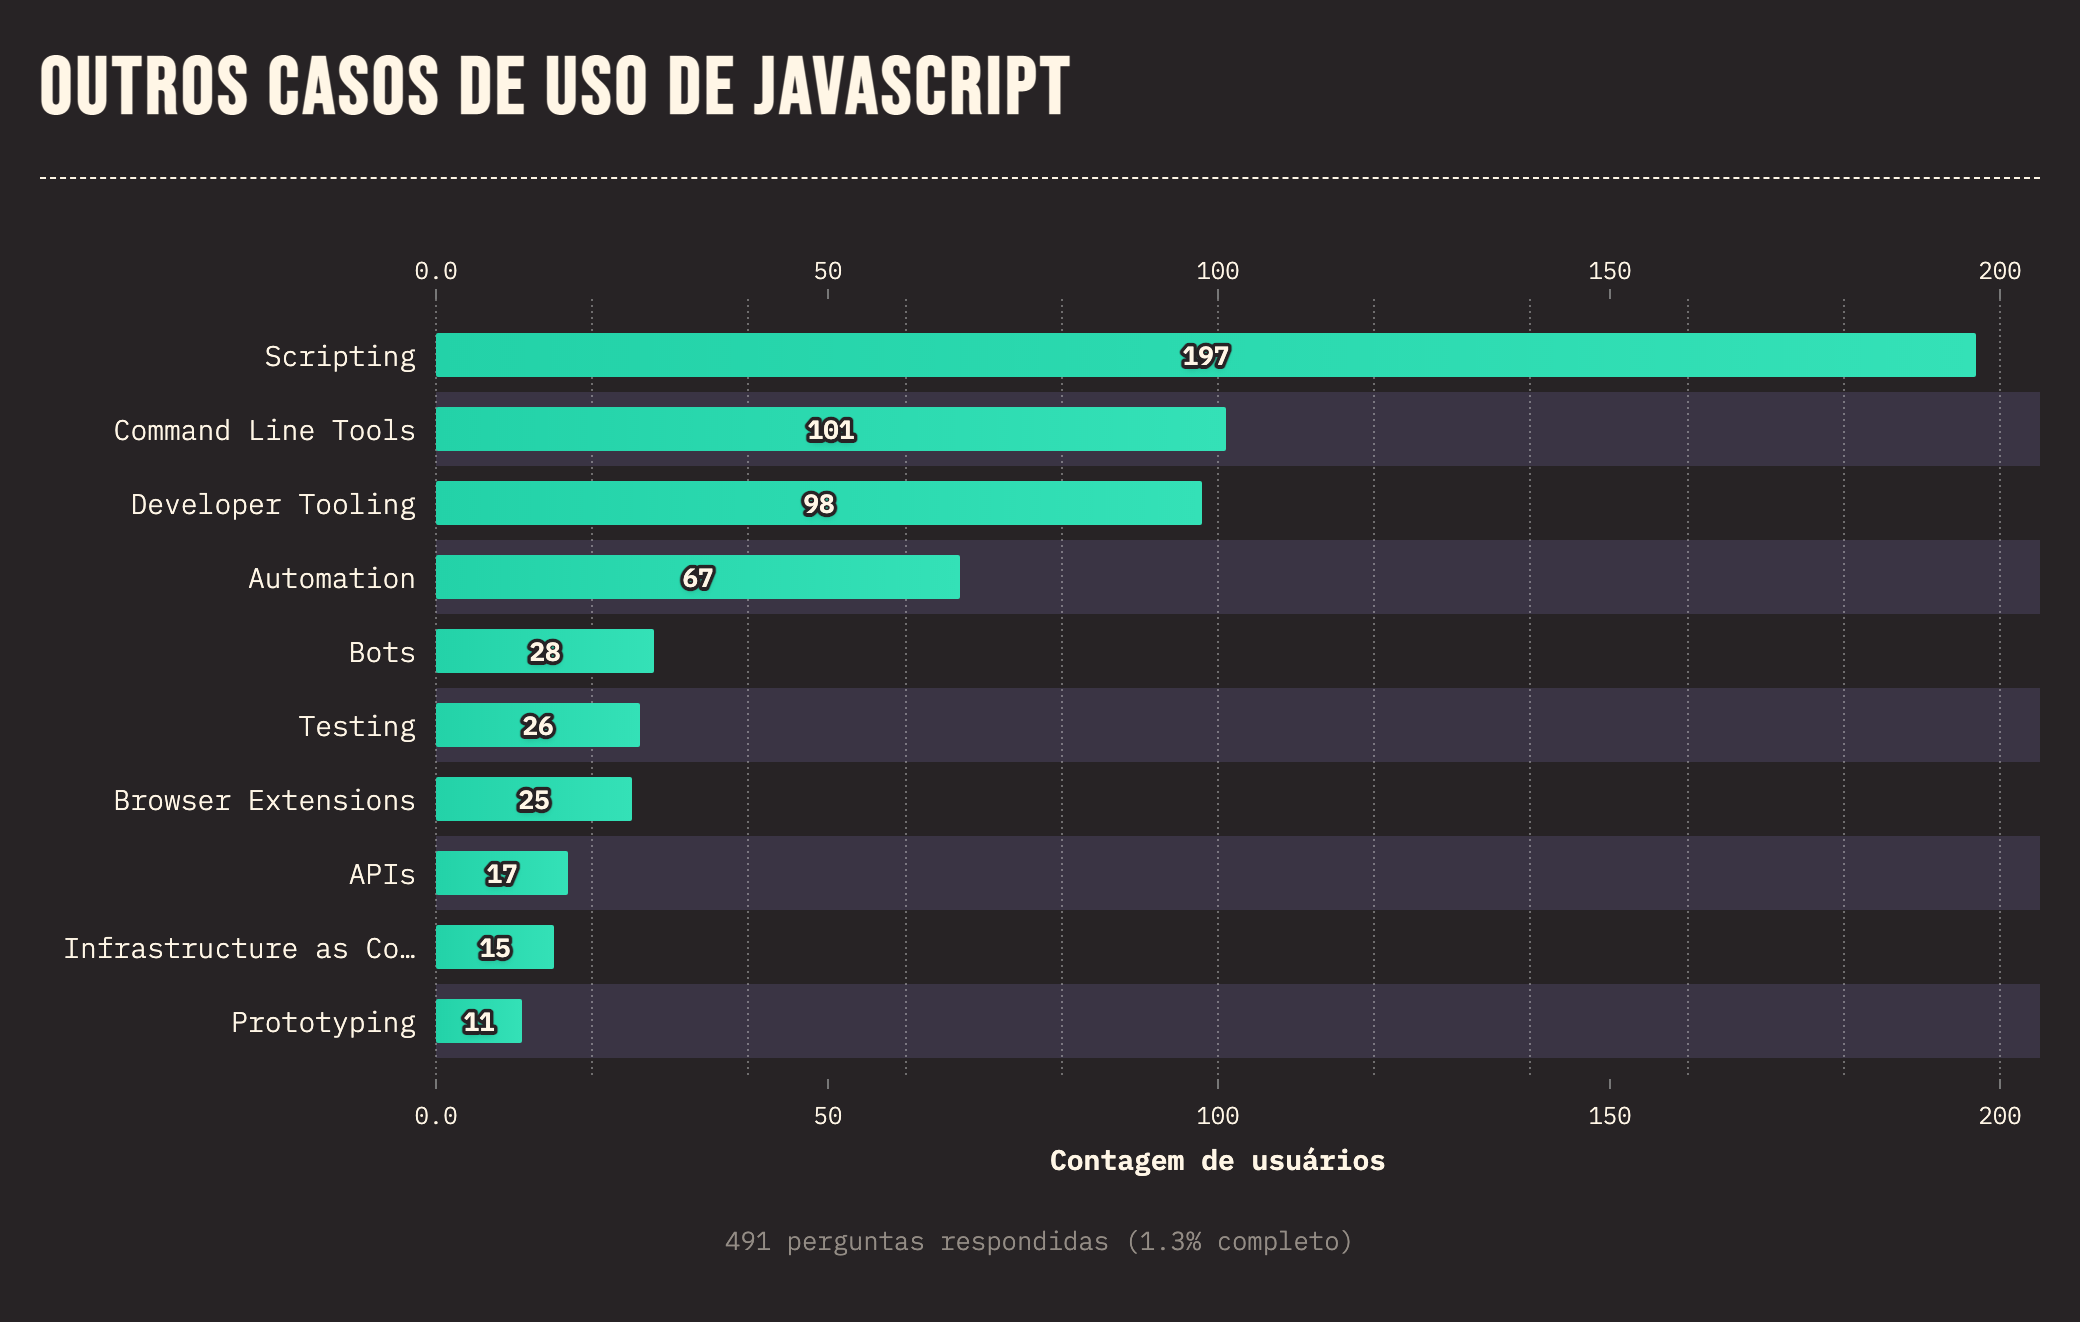 OUTROS CASOS DE USO DE JAVASCRIPT
0.0 50 100 150 200
Scripting 197
Command Line Tools 101
Developer Tooling 98
Automation 67
Bots 28
Testing 26
Browser Extensions 25
APIs 17
Infrastructure as Co… 15
Prototyping 11
0.0 50 100 150 200
Contagem de usuários
491 perguntas respondidas (1.3% completo)